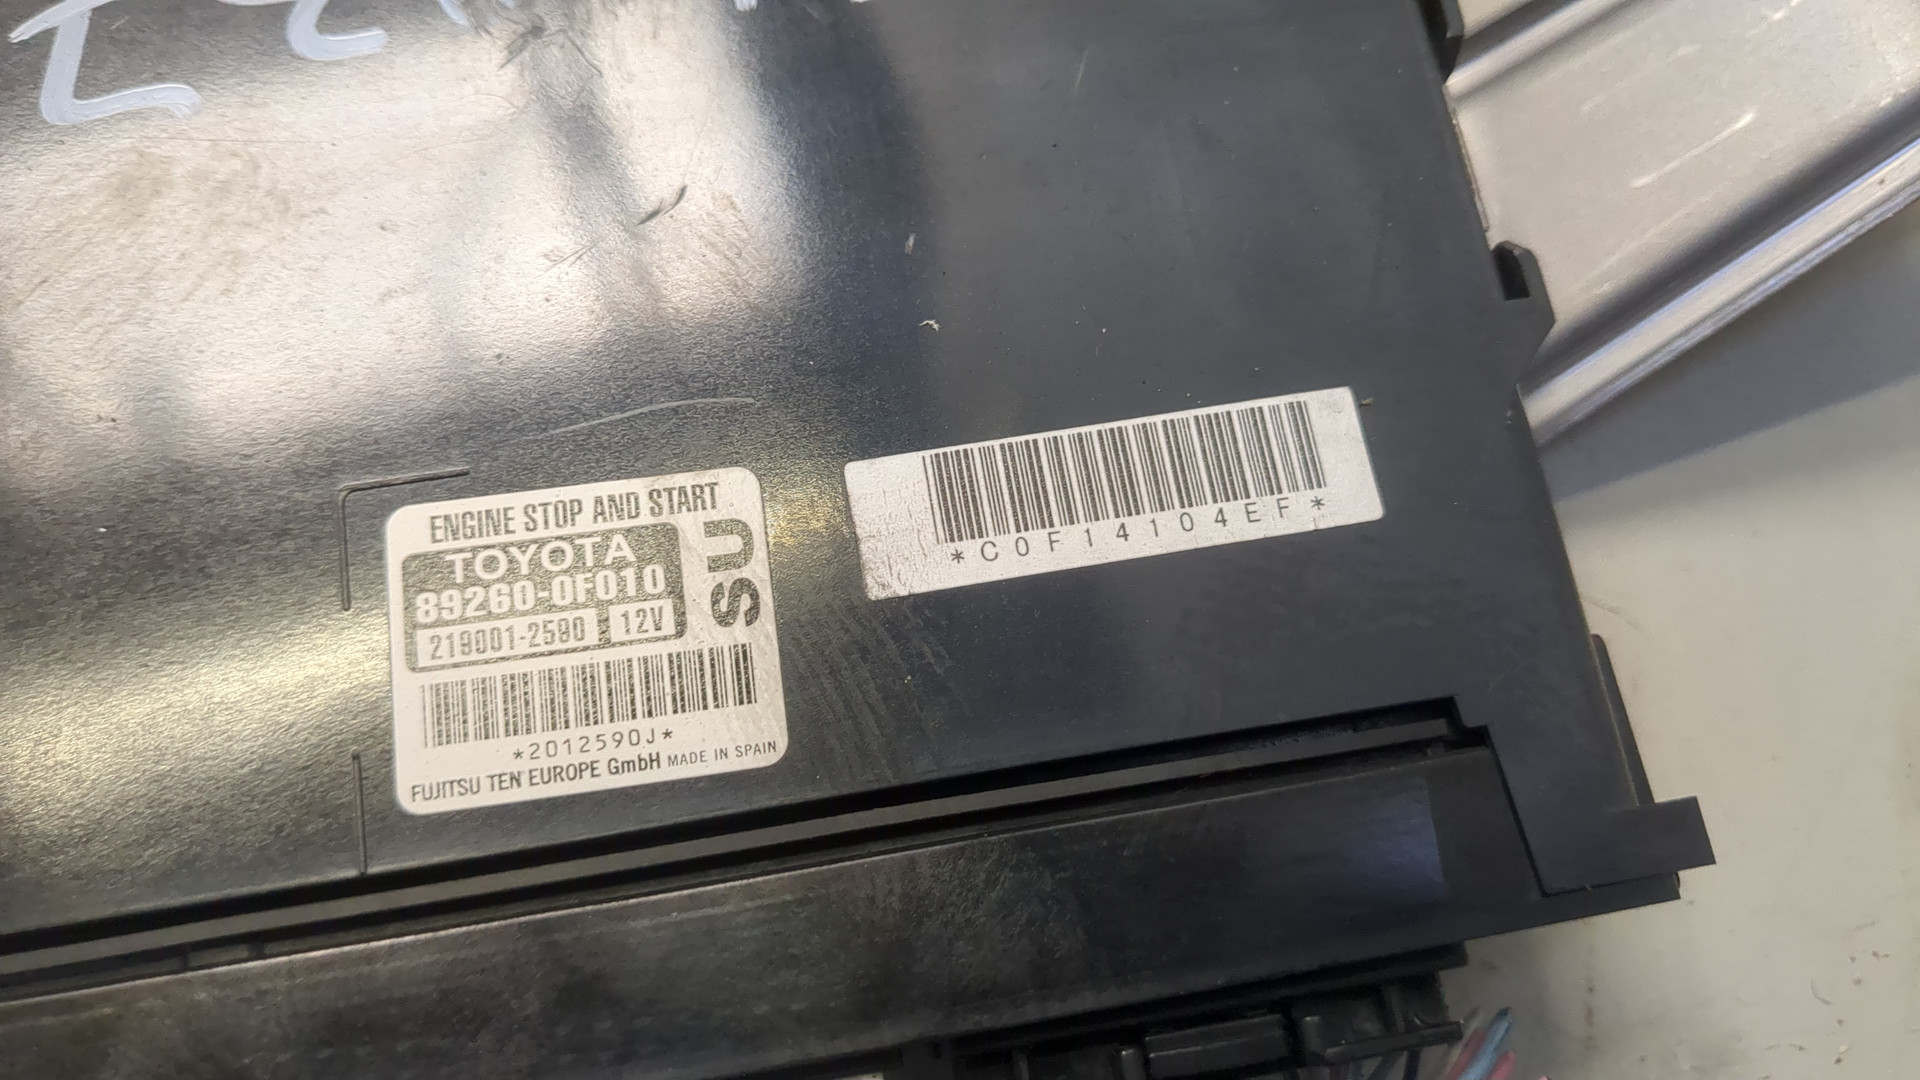 ENGINE STOP AND START
TOYOTA
89260-0F010
219001-2590
12V
SU
*2012590J*
FUJITSU TEN EUROPE GmbH MADE IN SPAIN
*C0F14104EF*